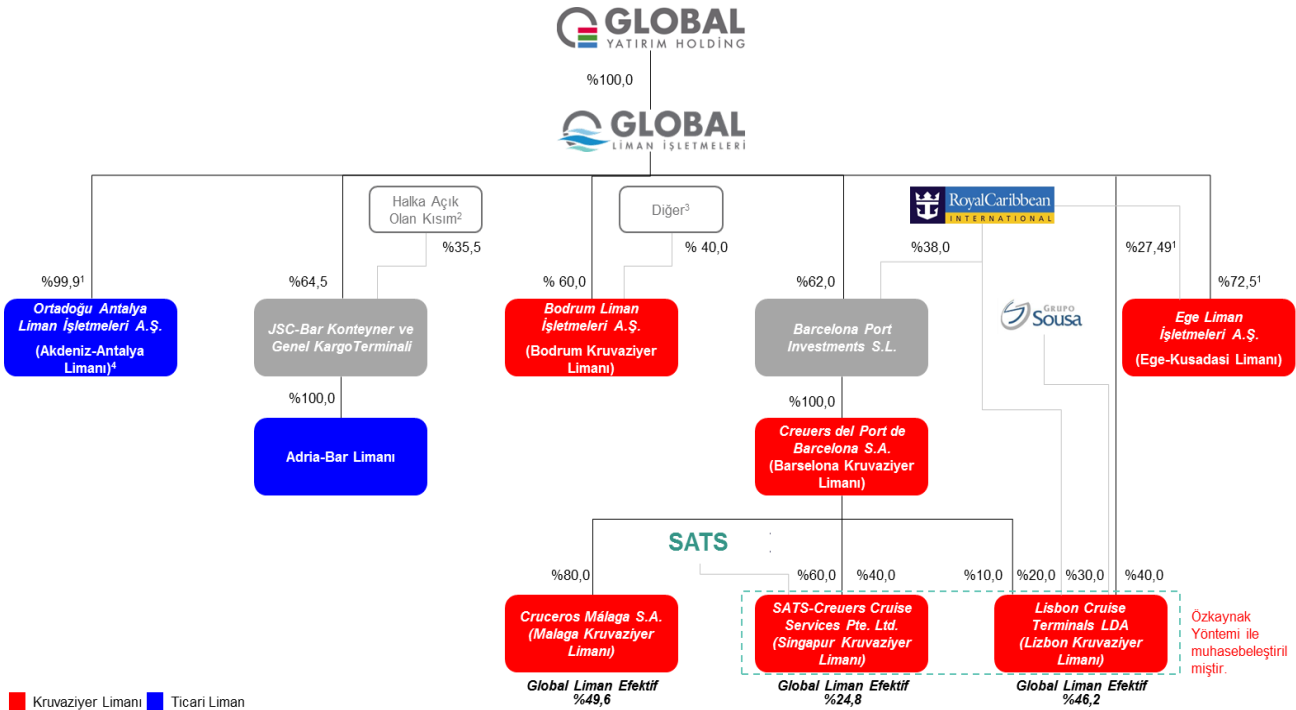 GLOBAL
YATIRIM HOLDİNG
%100,0
GLOBAL
LİMAN İŞLETMELERİ
Halka Açık
Olan Kısım²
Diğer³
RoyalCaribbean
INTERNATIONAL
%35,5
% 40,0
%38,0
%27,49¹
%99,9¹
%64,5
% 60,0
%62,0
%72,5¹
Ortadoğu Antalya
Liman İşletmeleri A.Ş.
(Akdeniz-Antalya
Limanı)⁴
JSC-Bar Konteyner ve
Genel KargoTerminali
Bodrum Liman
İşletmeleri A.Ş.
(Bodrum Kruvaziyer
Limanı)
Barcelona Port
Investments S.L.
GRUPO
Sousa
Ege Liman
İşletmeleri A.Ş.
(Ege-Kusadasi Limanı)
%100,0
%100,0
Adria-Bar Limanı
Creuers del Port de
Barcelona S.A.
(Barselona Kruvaziyer
Limanı)
SATS
%80,0
%60,0
%40,0
%10,0
%20,0
%30,0
%40,0
Cruceros Málaga S.A.
(Malaga Kruvaziyer
Limanı)
SATS-Creuers Cruise
Services Pte. Ltd.
(Singapur Kruvaziyer
Limanı)
Lisbon Cruise
Terminals LDA
(Lizbon Kruvaziyer
Limanı)
Özkaynak
Yöntemi ile
muhasebeleştiril
miştir.
Global Liman Efektif
%49,6
Global Liman Efektif
%24,8
Global Liman Efektif
%46,2
Kruvaziyer Limanı
Ticari Liman